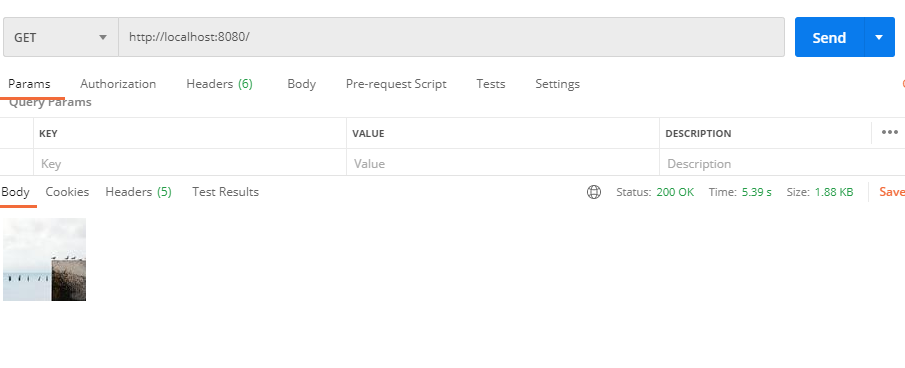 GET http://localhost:8080/ Send
Params Authorization Headers (6) Body Pre-request Script Tests Settings
Query Params
KEY VALUE DESCRIPTION
Key Value Description
Body Cookies Headers (5) Test Results Status: 200 OK Time: 5.39 s Size: 1.88 KB Save